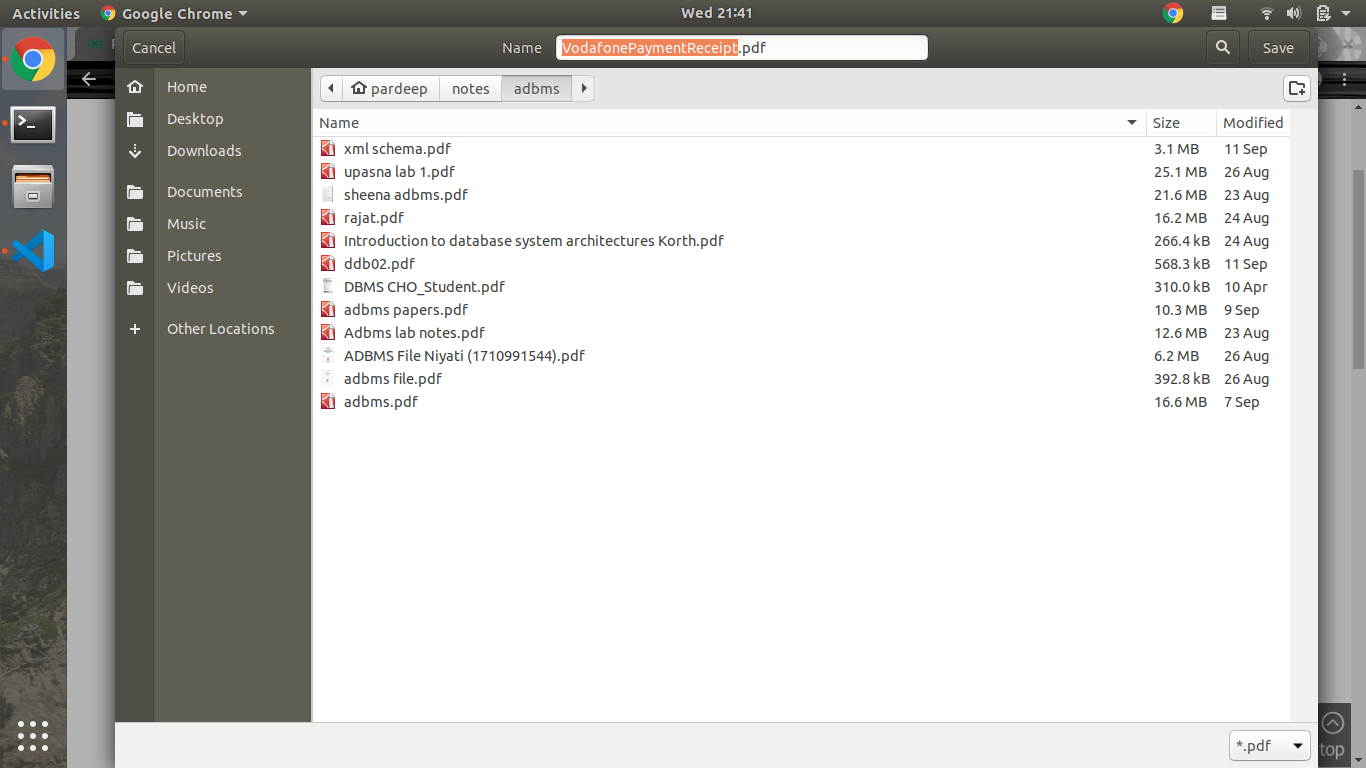 Activities Google Chrome Wed 21:41
Cancel Name VodafonePaymentReceipt.pdf Save
Home
Desktop
Downloads
Documents
Music
Pictures
Videos
Other Locations
pardeep notes adbms
Name Size Modified
xml schema.pdf 3.1 MB 11 Sep
upasna lab 1.pdf 25.1 MB 26 Aug
sheena adbms.pdf 21.6 MB 23 Aug
rajat.pdf 16.2 MB 24 Aug
Introduction to database system architectures Korth.pdf 266.4 kB 24 Aug
ddb02.pdf 568.3 kB 11 Sep
DBMS CHO_Student.pdf 310.0 kB 10 Apr
adbms papers.pdf 10.3 MB 9 Sep
Adbms lab notes.pdf 12.6 MB 23 Aug
ADBMS File Niyati (1710991544).pdf 6.2 MB 26 Aug
adbms file.pdf 392.8 kB 26 Aug
adbms.pdf 16.6 MB 7 Sep
*.pdf
top